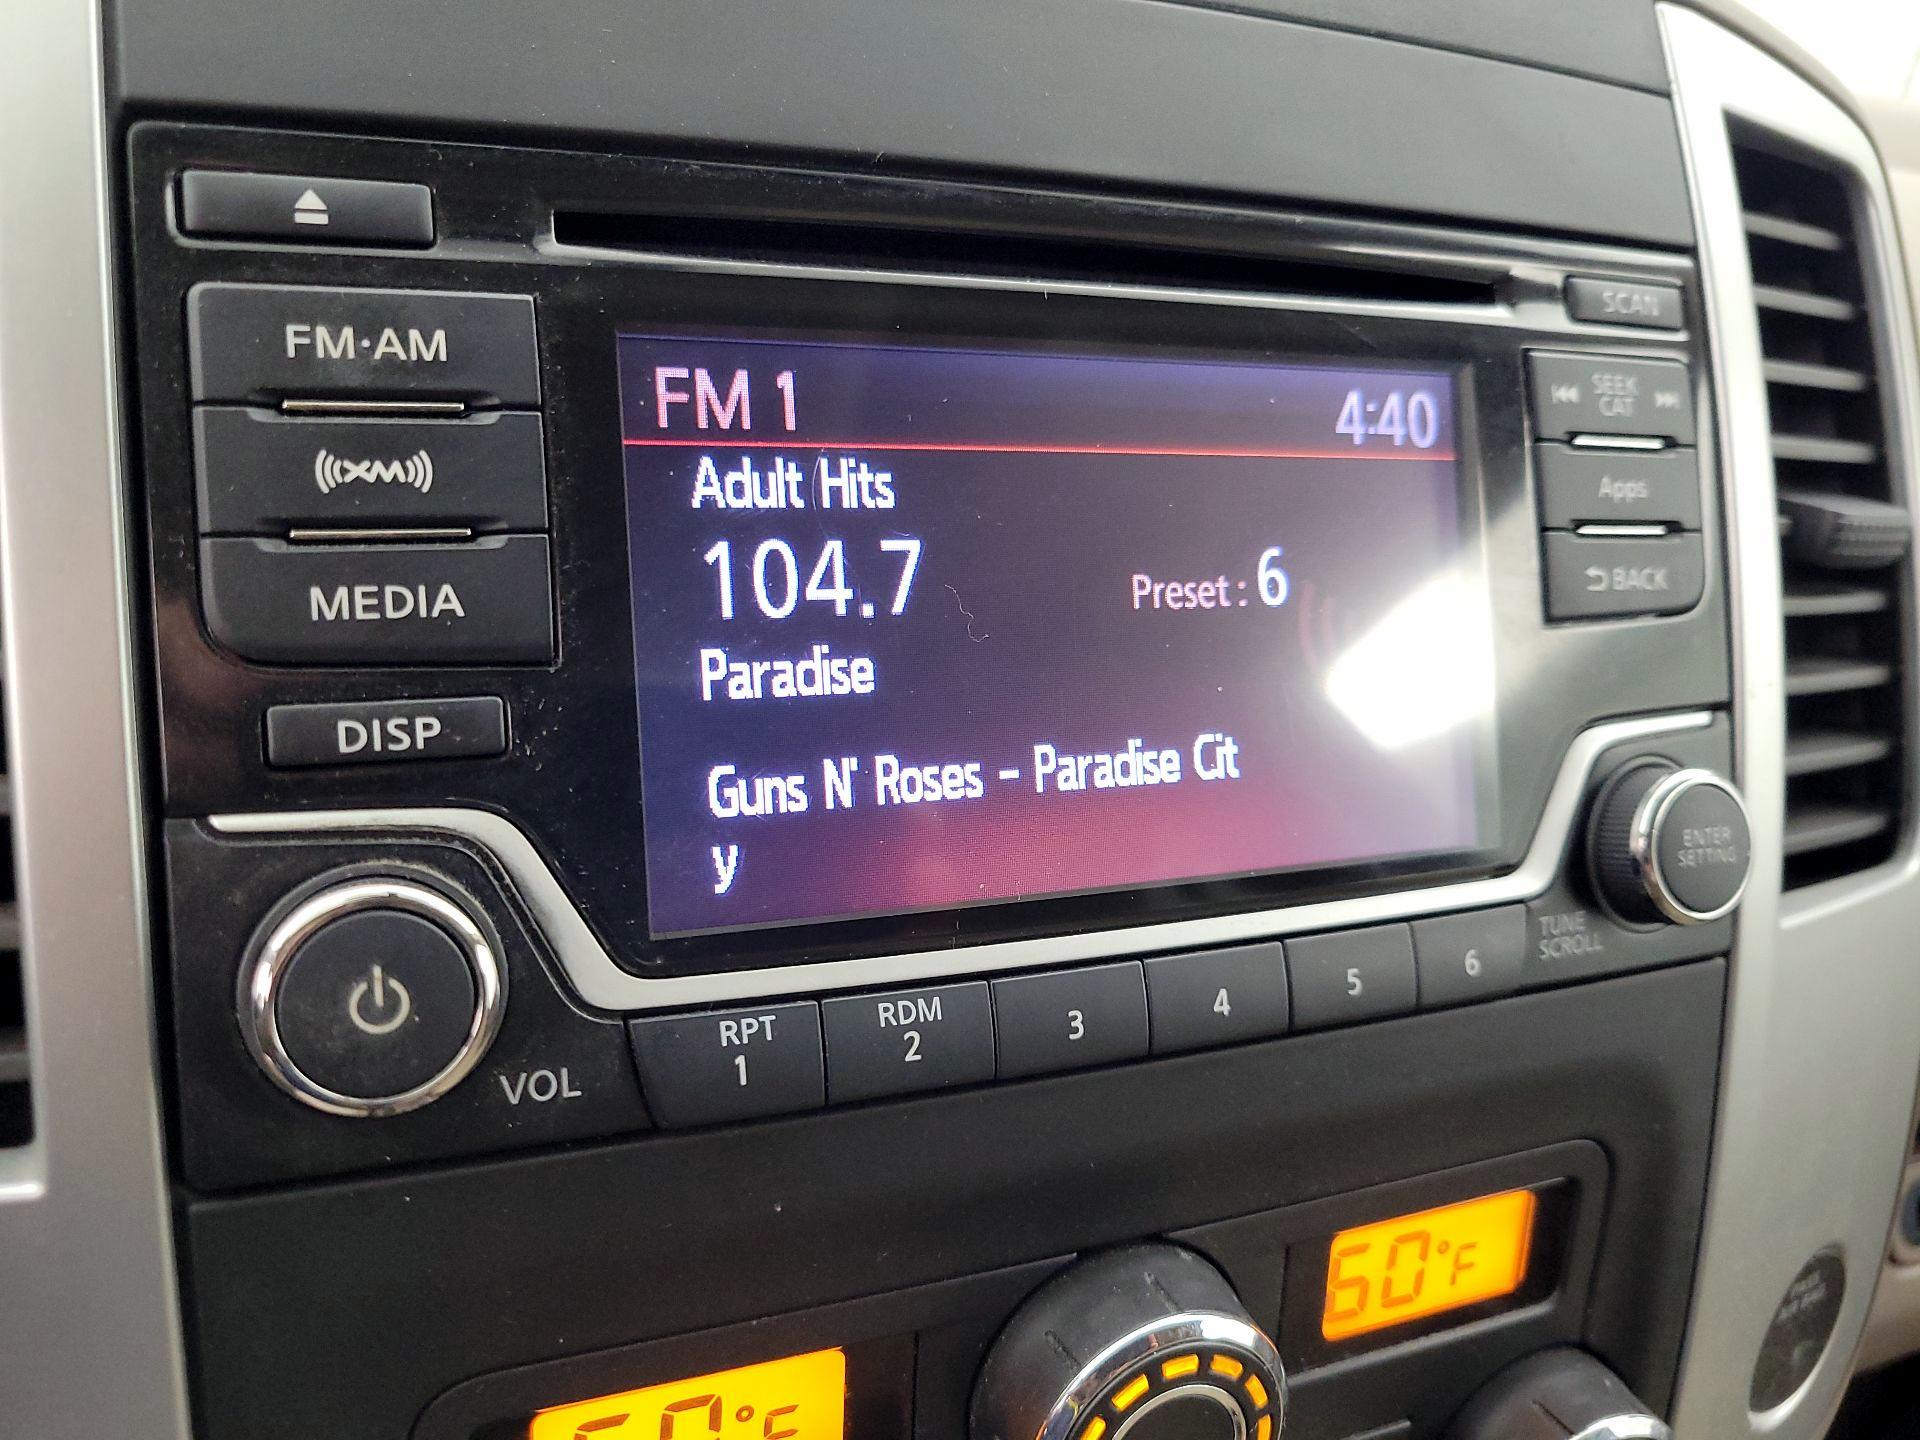 FM·AM
XM
MEDIA
DISP
VOL
FM 1
4:40
Adult Hits
104.7
Preset : 6
Paradise
Guns N' Roses - Paradise Cit
y
SCAN
SEEK
CAT
Apps
BACK
ENTER
SETTING
TUNE
SCROLL
RPT
1
RDM
2
3
4
5
6
60°F
60°F